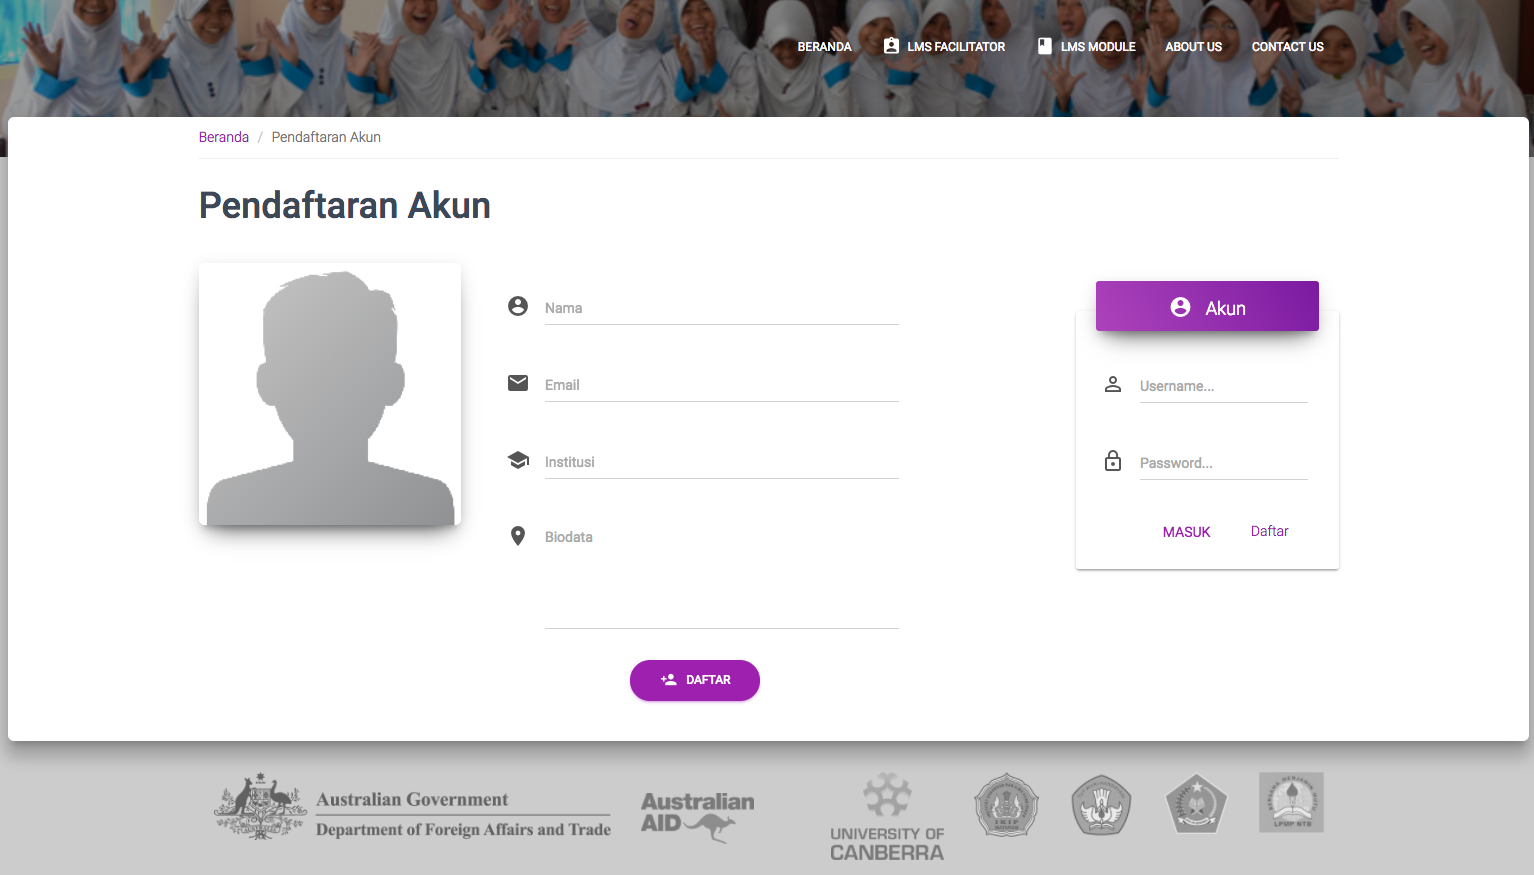 BERANDA LMS FACILITATOR LMS MODULE ABOUT US CONTACT US
Beranda / Pendaftaran Akun
Pendaftaran Akun
Nama
Email
Institusi
Biodata
DAFTAR
Akun
Username...
Password...
MASUK Daftar
Australian Government
Department of Foreign Affairs and Trade
Australian
AID
UNIVERSITY OF
CANBERRA
IKIP
LPMP NTB